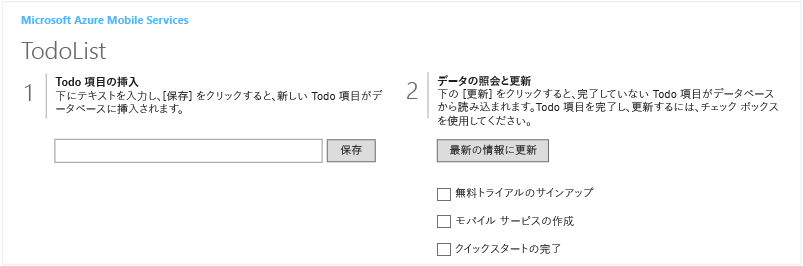 Microsoft Azure Mobile Services
TodoList
1
Todo 項目の挿入
下にテキストを入力し、[保存] をクリックすると、新しい Todo 項目がデ
ータベースに挿入されます。
保存
2
データの照会と更新
下の [更新] をクリックすると、完了していない Todo 項目がデータベース
から読み込まれます。Todo 項目を完了し、更新するには、チェック ボックス
を使用してください。
最新の情報に更新
無料トライアルのサインアップ
モバイル サービスの作成
クイックスタートの完了